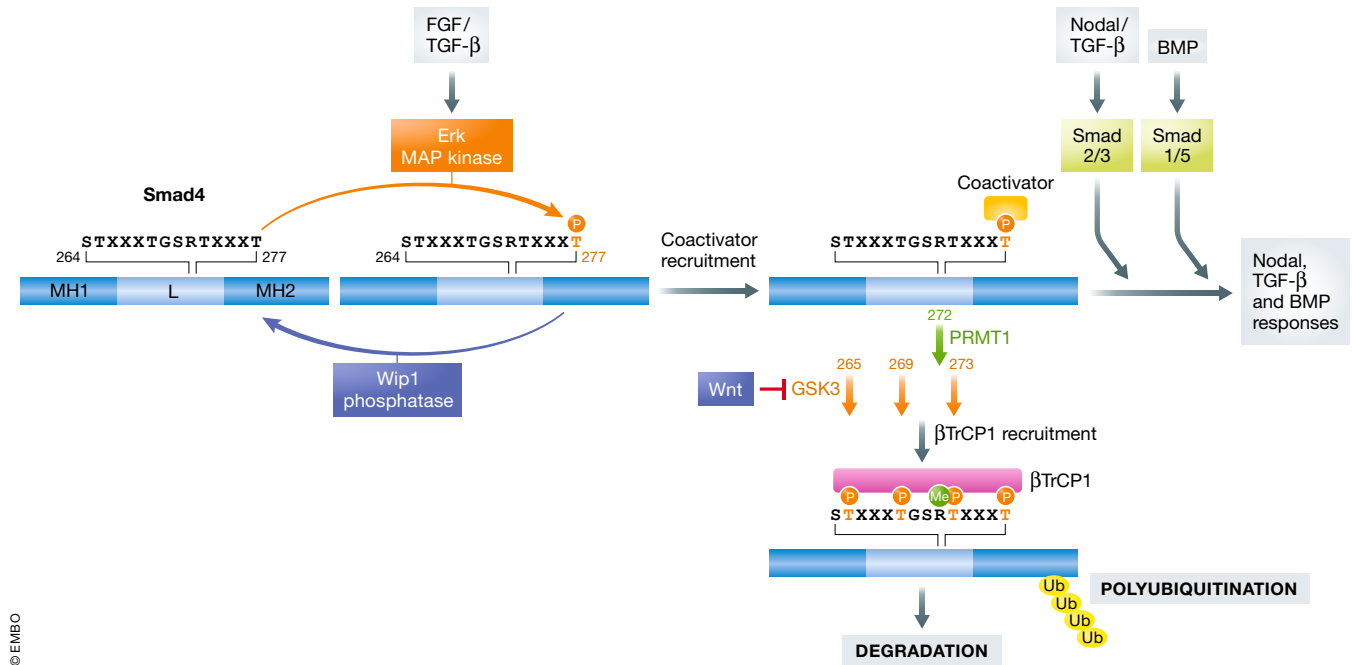 FGF/
TGF-β
Nodal/
TGF-β
BMP
Erk
MAP kinase
Smad
2/3
Smad
1/5
Smad4
Coactivator
P
P
STXXXTGSRTXXXT
STXXXTGSRTXXXT
Coactivator
recruitment
STXXXTGSRTXXXT
264
277
264
277
MH1
L
MH2
Nodal,
TGF-β
and BMP
responses
272
PRMT1
Wip1
phosphatase
265
269
273
Wnt
GSK3
βTrCP1 recruitment
βTrCP1
P
P
Me
P
P
STXXXTGSRTXXXT
POLYUBIQUITINATION
Ub
Ub
Ub
Ub
DEGRADATION
© EMBO